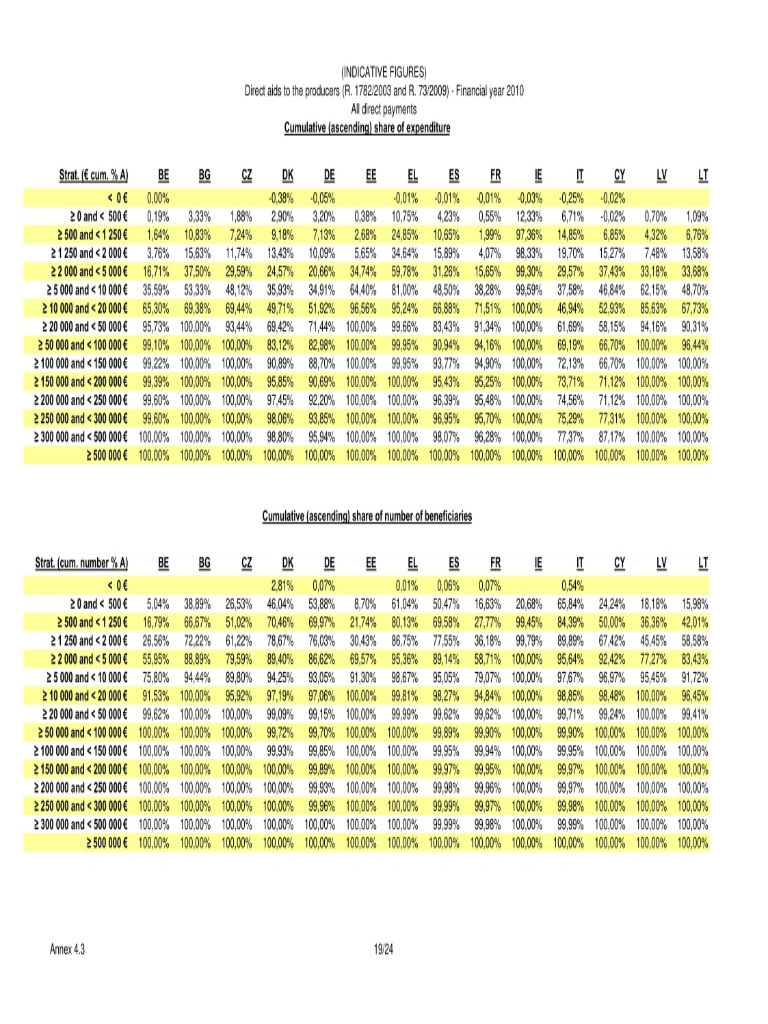 (INDICATIVE FIGURES)
Direct aids to the producers (R. 1782/2003 and R. 73/2009) - Financial year 2010
All direct payments
Cumulative (ascending) share of expenditure
Strat. (€ cum. % A) BE BG CZ DK DE EE EL ES FR IE IT CY LV LT
< 0 € 0,00% -0,38% -0,05% -0,01% -0,01% -0,01% -0,03% -0,25% -0,02%
≥ 0 and < 500 € 0,19% 3,33% 1,88% 2,90% 3,20% 0,38% 10,75% 4,23% 0,55% 12,33% 6,71% -0,02% 0,70% 1,09%
≥ 500 and < 1 250 € 1,64% 10,83% 7,24% 9,18% 7,13% 2,68% 24,85% 10,65% 1,99% 97,36% 14,85% 6,85% 4,32% 6,76%
≥ 1 250 and < 2 000 € 3,76% 15,63% 11,74% 13,43% 10,09% 5,65% 34,64% 15,89% 4,07% 98,33% 19,70% 15,27% 7,48% 13,58%
≥ 2 000 and < 5 000 € 16,71% 37,50% 29,59% 24,57% 20,66% 34,74% 59,78% 31,26% 15,65% 99,30% 29,57% 37,43% 33,18% 33,68%
≥ 5 000 and < 10 000 € 35,59% 53,33% 48,12% 35,93% 34,91% 64,40% 81,00% 48,50% 38,28% 99,59% 37,58% 46,84% 62,15% 48,70%
≥ 10 000 and < 20 000 € 65,30% 69,38% 69,44% 49,71% 51,92% 96,56% 95,24% 66,88% 71,51% 100,00% 46,94% 52,93% 85,63% 67,73%
≥ 20 000 and < 50 000 € 95,73% 100,00% 93,44% 69,42% 71,44% 100,00% 99,66% 83,43% 91,34% 100,00% 61,69% 58,15% 94,16% 90,31%
≥ 50 000 and < 100 000 € 99,10% 100,00% 100,00% 83,12% 82,98% 100,00% 99,95% 90,94% 94,16% 100,00% 69,19% 66,70% 100,00% 96,44%
≥ 100 000 and < 150 000 € 99,22% 100,00% 100,00% 90,89% 88,70% 100,00% 99,95% 93,77% 94,90% 100,00% 72,13% 66,70% 100,00% 100,00%
≥ 150 000 and < 200 000 € 99,39% 100,00% 100,00% 95,85% 90,69% 100,00% 100,00% 95,43% 95,25% 100,00% 73,71% 71,12% 100,00% 100,00%
≥ 200 000 and < 250 000 € 99,60% 100,00% 100,00% 97,45% 92,20% 100,00% 100,00% 96,39% 95,48% 100,00% 74,56% 71,12% 100,00% 100,00%
≥ 250 000 and < 300 000 € 99,60% 100,00% 100,00% 98,06% 93,85% 100,00% 100,00% 96,95% 95,70% 100,00% 75,29% 77,31% 100,00% 100,00%
≥ 300 000 and < 500 000 € 100,00% 100,00% 100,00% 98,80% 95,94% 100,00% 100,00% 98,07% 96,28% 100,00% 77,37% 87,17% 100,00% 100,00%
≥ 500 000 € 100,00% 100,00% 100,00% 100,00% 100,00% 100,00% 100,00% 100,00% 100,00% 100,00% 100,00% 100,00% 100,00% 100,00%
Cumulative (ascending) share of number of beneficiaries
Strat. (cum. number % A) BE BG CZ DK DE EE EL ES FR IE IT CY LV LT
< 0 € 2,81% 0,07% 0,01% 0,06% 0,07% 0,54%
≥ 0 and < 500 € 5,04% 38,89% 26,53% 46,04% 53,88% 8,70% 61,04% 50,47% 16,63% 20,68% 65,84% 24,24% 18,18% 15,98%
≥ 500 and < 1 250 € 16,79% 66,67% 51,02% 70,46% 69,97% 21,74% 80,13% 69,58% 27,77% 99,45% 84,39% 50,00% 36,36% 42,01%
≥ 1 250 and < 2 000 € 26,56% 72,22% 61,22% 78,67% 76,03% 30,43% 86,75% 77,55% 36,18% 99,79% 89,89% 67,42% 45,45% 58,58%
≥ 2 000 and < 5 000 € 55,95% 88,89% 79,59% 89,40% 86,62% 69,57% 95,36% 89,14% 58,71% 100,00% 95,64% 92,42% 77,27% 83,43%
≥ 5 000 and < 10 000 € 75,80% 94,44% 89,80% 94,25% 93,05% 91,30% 98,67% 95,05% 79,07% 100,00% 97,67% 96,97% 95,45% 91,72%
≥ 10 000 and < 20 000 € 91,53% 100,00% 95,92% 97,19% 97,06% 100,00% 99,81% 98,27% 94,84% 100,00% 98,85% 98,48% 100,00% 96,45%
≥ 20 000 and < 50 000 € 99,62% 100,00% 100,00% 99,09% 99,15% 100,00% 99,99% 99,62% 99,62% 100,00% 99,71% 99,24% 100,00% 99,41%
≥ 50 000 and < 100 000 € 100,00% 100,00% 100,00% 99,72% 99,70% 100,00% 100,00% 99,89% 99,90% 100,00% 99,90% 100,00% 100,00% 100,00%
≥ 100 000 and < 150 000 € 100,00% 100,00% 100,00% 99,93% 99,85% 100,00% 100,00% 99,95% 99,94% 100,00% 99,95% 100,00% 100,00% 100,00%
≥ 150 000 and < 200 000 € 100,00% 100,00% 100,00% 100,00% 99,89% 100,00% 100,00% 99,97% 99,95% 100,00% 99,97% 100,00% 100,00% 100,00%
≥ 200 000 and < 250 000 € 100,00% 100,00% 100,00% 100,00% 99,93% 100,00% 100,00% 99,98% 99,96% 100,00% 99,97% 100,00% 100,00% 100,00%
≥ 250 000 and < 300 000 € 100,00% 100,00% 100,00% 100,00% 99,96% 100,00% 100,00% 99,99% 99,97% 100,00% 99,98% 100,00% 100,00% 100,00%
≥ 300 000 and < 500 000 € 100,00% 100,00% 100,00% 100,00% 100,00% 100,00% 100,00% 99,99% 99,98% 100,00% 99,99% 100,00% 100,00% 100,00%
≥ 500 000 € 100,00% 100,00% 100,00% 100,00% 100,00% 100,00% 100,00% 100,00% 100,00% 100,00% 100,00% 100,00% 100,00% 100,00%
Annex 4.3 19/24